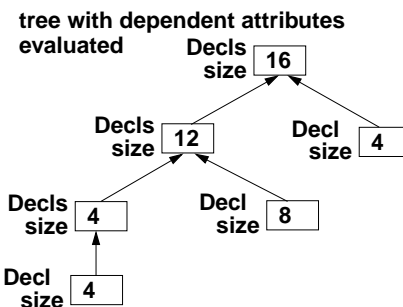 tree with dependent attributes
evaluated
Decls
size
16
Decls
size
12
Decl
size
4
Decls
size
4
Decl
size
8
Decl
size
4